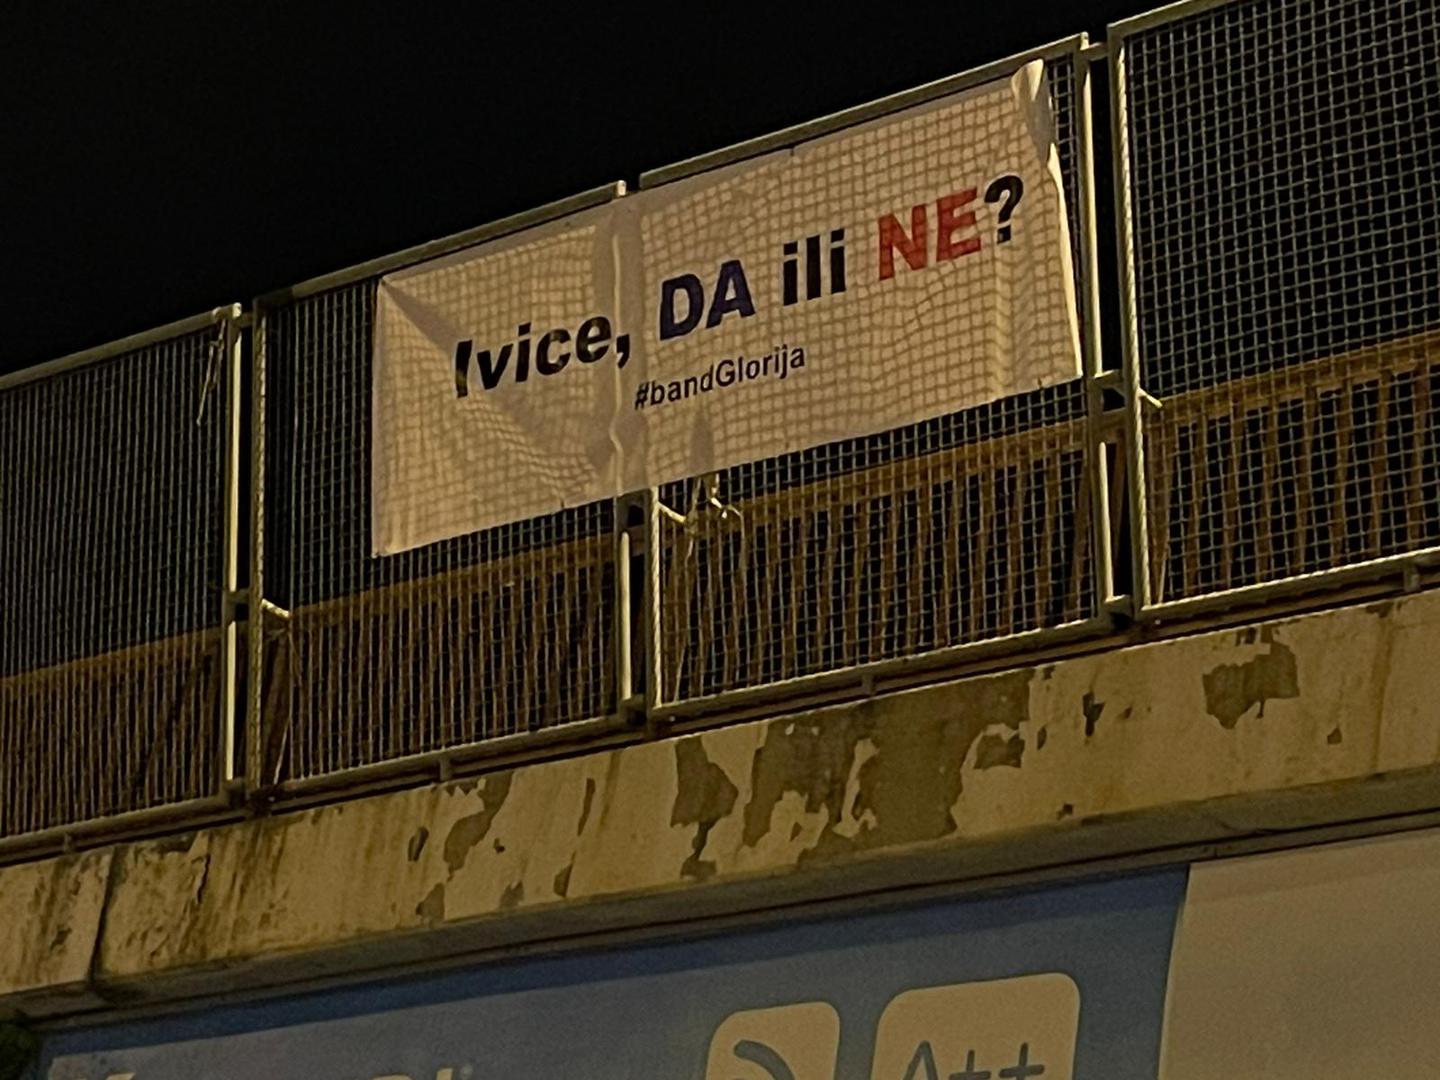 Ivice, DA ili NE?
#bandGlorija
A++